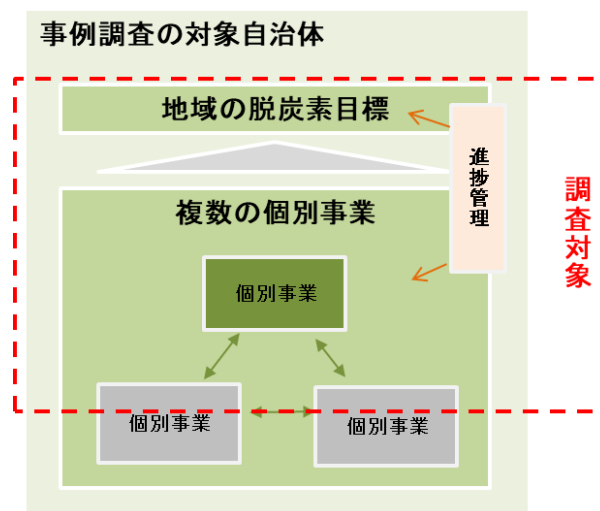 事例調査の対象自治体
地域の脱炭素目標
進捗管理
複数の個別事業
個別事業
個別事業
個別事業
調査対象